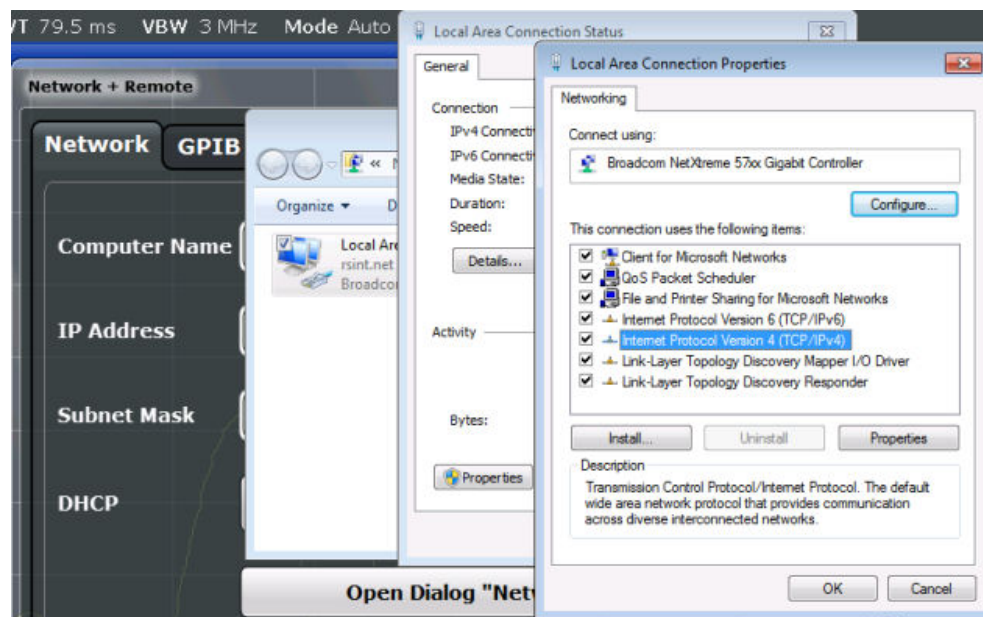 79.5 ms VBW 3 MHz Mode Auto
Network + Remote
Network GPIB
Computer Name
IP Address
Subnet Mask
DHCP
Open Dialog "Net
Organize
Local Are
rsint.net
Broadco
Local Area Connection Status
General
Connection
IPv4 Connecti
IPv6 Connecti
Media State:
Duration:
Speed:
Details...
Activity
Bytes:
Properties
Local Area Connection Properties
Networking
Connect using:
Broadcom NetXtreme 57xx Gigabit Controller
Configure...
This connection uses the following items:
Client for Microsoft Networks
QoS Packet Scheduler
File and Printer Sharing for Microsoft Networks
Internet Protocol Version 6 (TCP/IPv6)
Internet Protocol Version 4 (TCP/IPv4)
Link-Layer Topology Discovery Mapper I/O Driver
Link-Layer Topology Discovery Responder
Install... Uninstall Properties
Description
Transmission Control Protocol/Internet Protocol. The default
wide area network protocol that provides communication
across diverse interconnected networks.
OK Cancel